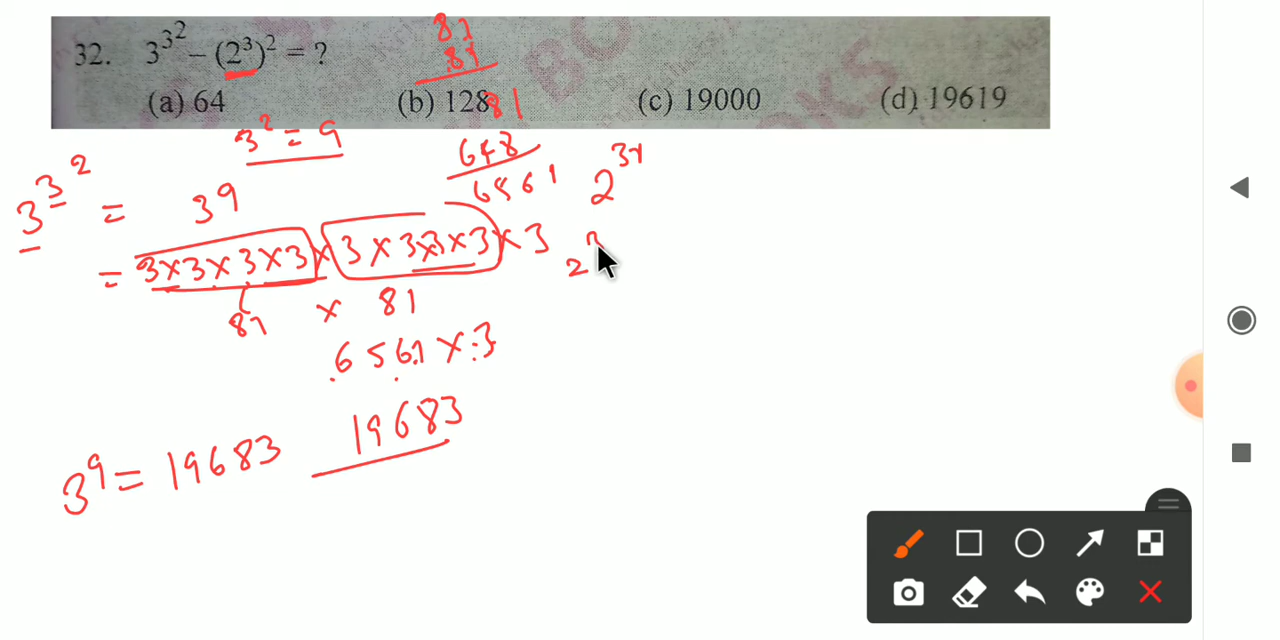 32. 3^3^2 – (2^3)^2 = ?
(a) 64 (b) 128 (c) 19000 (d) 19619
81
81
81
648
6561
3^2 = 9
3^3^2 = 3^9
= 3×3×3×3×3×3×3×3×3
81 × 81
6561×3
19683
3^9 = 19683
2